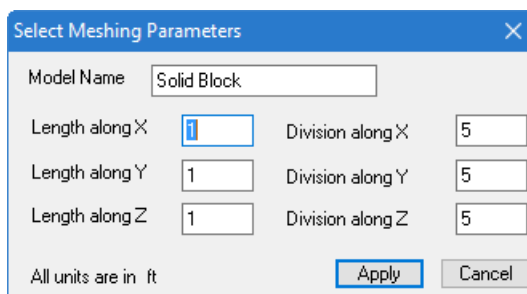 Select Meshing Parameters
Model Name Solid Block
Length along X 1 Division along X 5
Length along Y 1 Division along Y 5
Length along Z 1 Division along Z 5
All units are in ft Apply Cancel